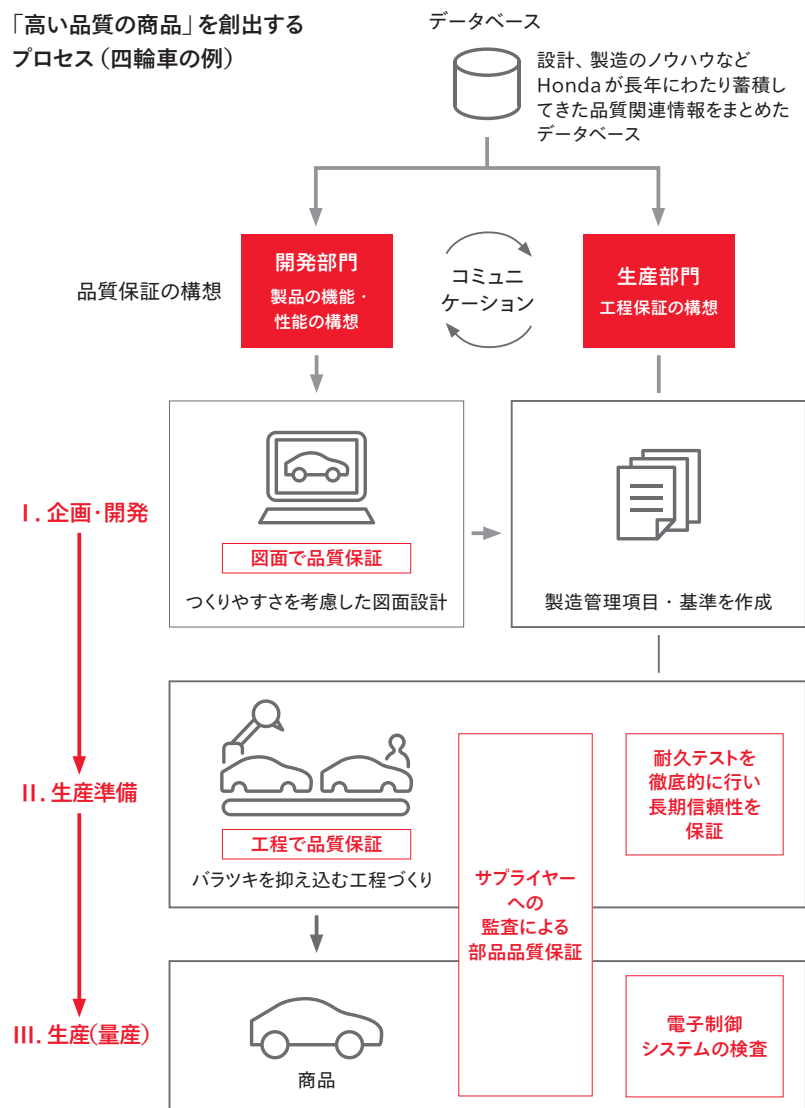 「高い品質の商品」を創出する
プロセス（四輪車の例）
データベース
設計、製造のノウハウなど
Hondaが長年にわたり蓄積し
てきた品質関連情報をまとめた
データベース
品質保証の構想
開発部門
製品の機能・
性能の構想
コミュニ
ケーション
生産部門
工程保証の構想
I. 企画・開発
図面で品質保証
つくりやすさを考慮した図面設計
製造管理項目・基準を作成
II. 生産準備
工程で品質保証
バラツキを抑え込む工程づくり
サプライヤー
への
監査による
部品品質保証
耐久テストを
徹底的に行い
長期信頼性を
保証
III. 生産(量産)
商品
電子制御
システムの検査